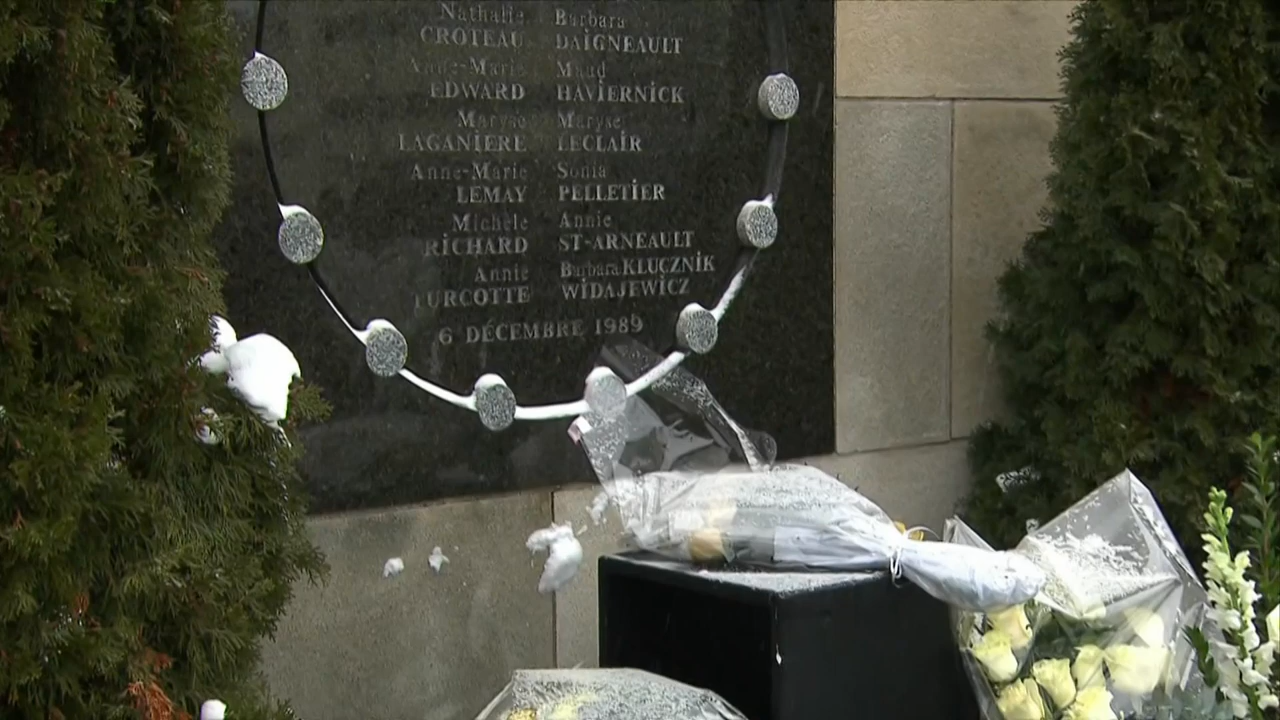 Nathalie Barbara
CROTEAU DAIGNEAULT
Anne-Marie Maud
EDWARD HAVIERNICK
Maryse Maryse
LAGANIERE LECLAIR
Anne-Marie Sonia
LEMAY PELLETIER
Michèle Annie
RICHARD ST-ARNEAULT
Annie Barbara KLUCZNIK
TURCOTTE WIDAJEWICZ
6 DÉCEMBRE 1989